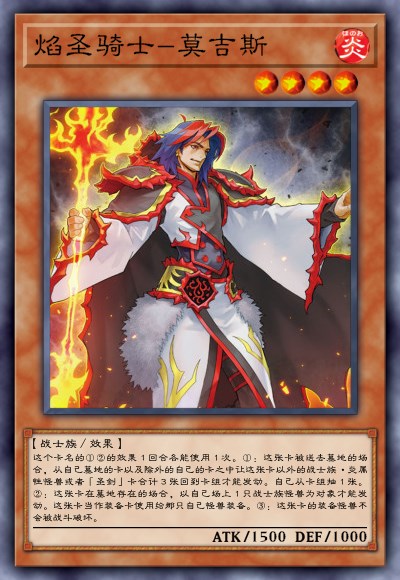 焰圣骑士-莫吉斯
ほのお
炎
【战士族/效果】
这个卡名的①②的效果1回合各能使用1次。①：这张卡被送去墓地的场
合，从自己墓地的卡以及除外的自己的卡之中让这张卡以外的战士族·炎属
性怪兽或者「圣剑」卡合计3张回到卡组才能发动。自己从卡组抽1张。
②：这张卡在墓地存在的场合，以自己场上1只战士族怪兽为对象才能发
动。这张卡当作装备卡使用给那只自己怪兽装备。③：这张卡的装备怪兽不
会被战斗破坏。
ATK/1500 DEF/1000